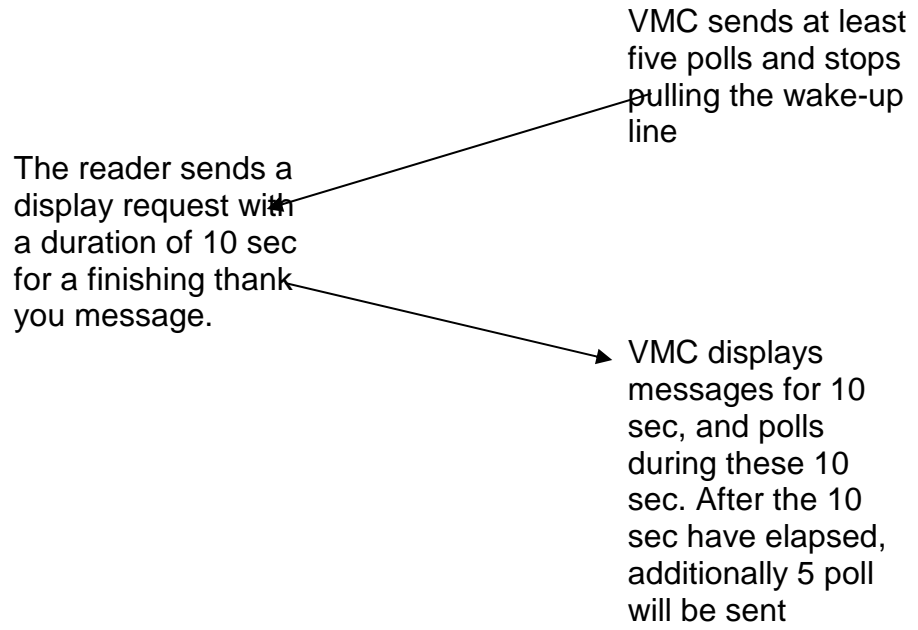 VMC sends at least
five polls and stops
pulling the wake-up
line
The reader sends a
display request with
a duration of 10 sec
for a finishing thank
you message.
VMC displays
messages for 10
sec, and polls
during these 10
sec. After the 10
sec have elapsed,
additionally 5 poll
will be sent